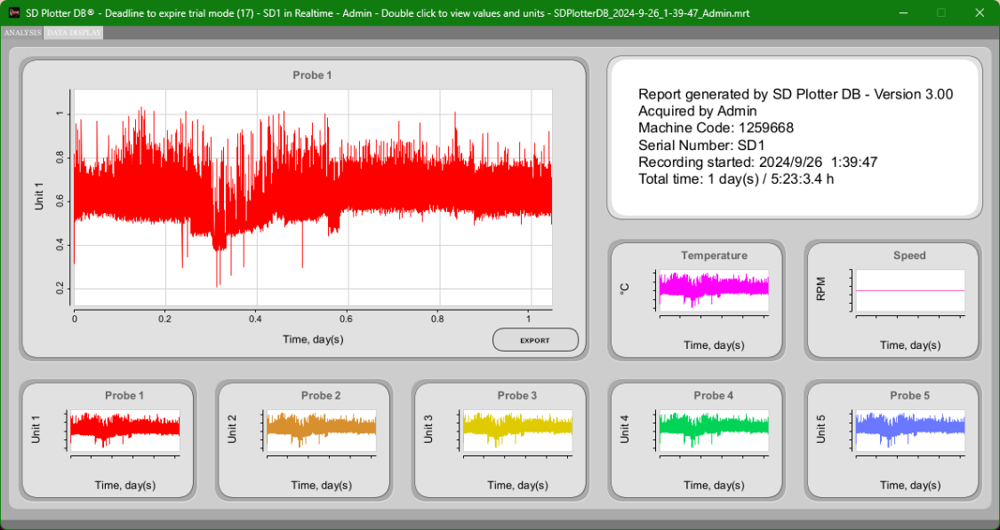 SD Plotter DB® - Deadline to expire trial mode (17) - SD1 in Realtime - Admin - Double click to view values and units - SDPlotterDB_2024-9-26_1-39-47_Admin.mrt
ANALYSIS DATA DISPLAY
Probe 1
Unit 1
1
0.8
0.6
0.4
0.2
0 0.2 0.4 0.6 0.8 1
Time, day(s)
EXPORT
Report generated by SD Plotter DB - Version 3.00
Acquired by Admin
Machine Code: 1259668
Serial Number: SD1
Recording started: 2024/9/26  1:39:47
Total time: 1 day(s) / 5:23:3.4 h
Temperature
°C
Time, day(s)
Speed
RPM
Time, day(s)
Probe 1
Unit 1
Time, day(s)
Probe 2
Unit 2
Time, day(s)
Probe 3
Unit 3
Time, day(s)
Probe 4
Unit 4
Time, day(s)
Probe 5
Unit 5
Time, day(s)